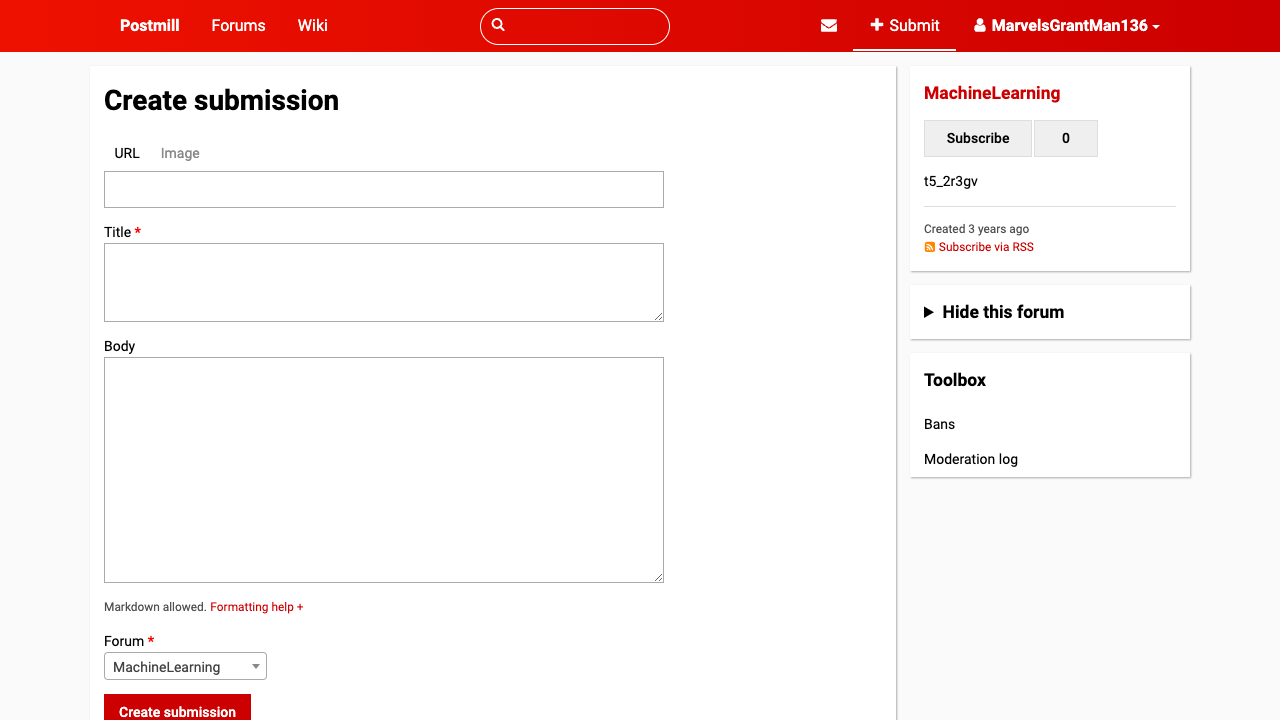 Postmill Forums Wiki Submit MarvelsGrantMan136
Create submission
URL Image
Title *
Body
Markdown allowed. Formatting help +
Forum *
MachineLearning
Create submission
MachineLearning
Subscribe 0
t5_2r3gv
Created 3 years ago
Subscribe via RSS
Hide this forum
Toolbox
Bans
Moderation log